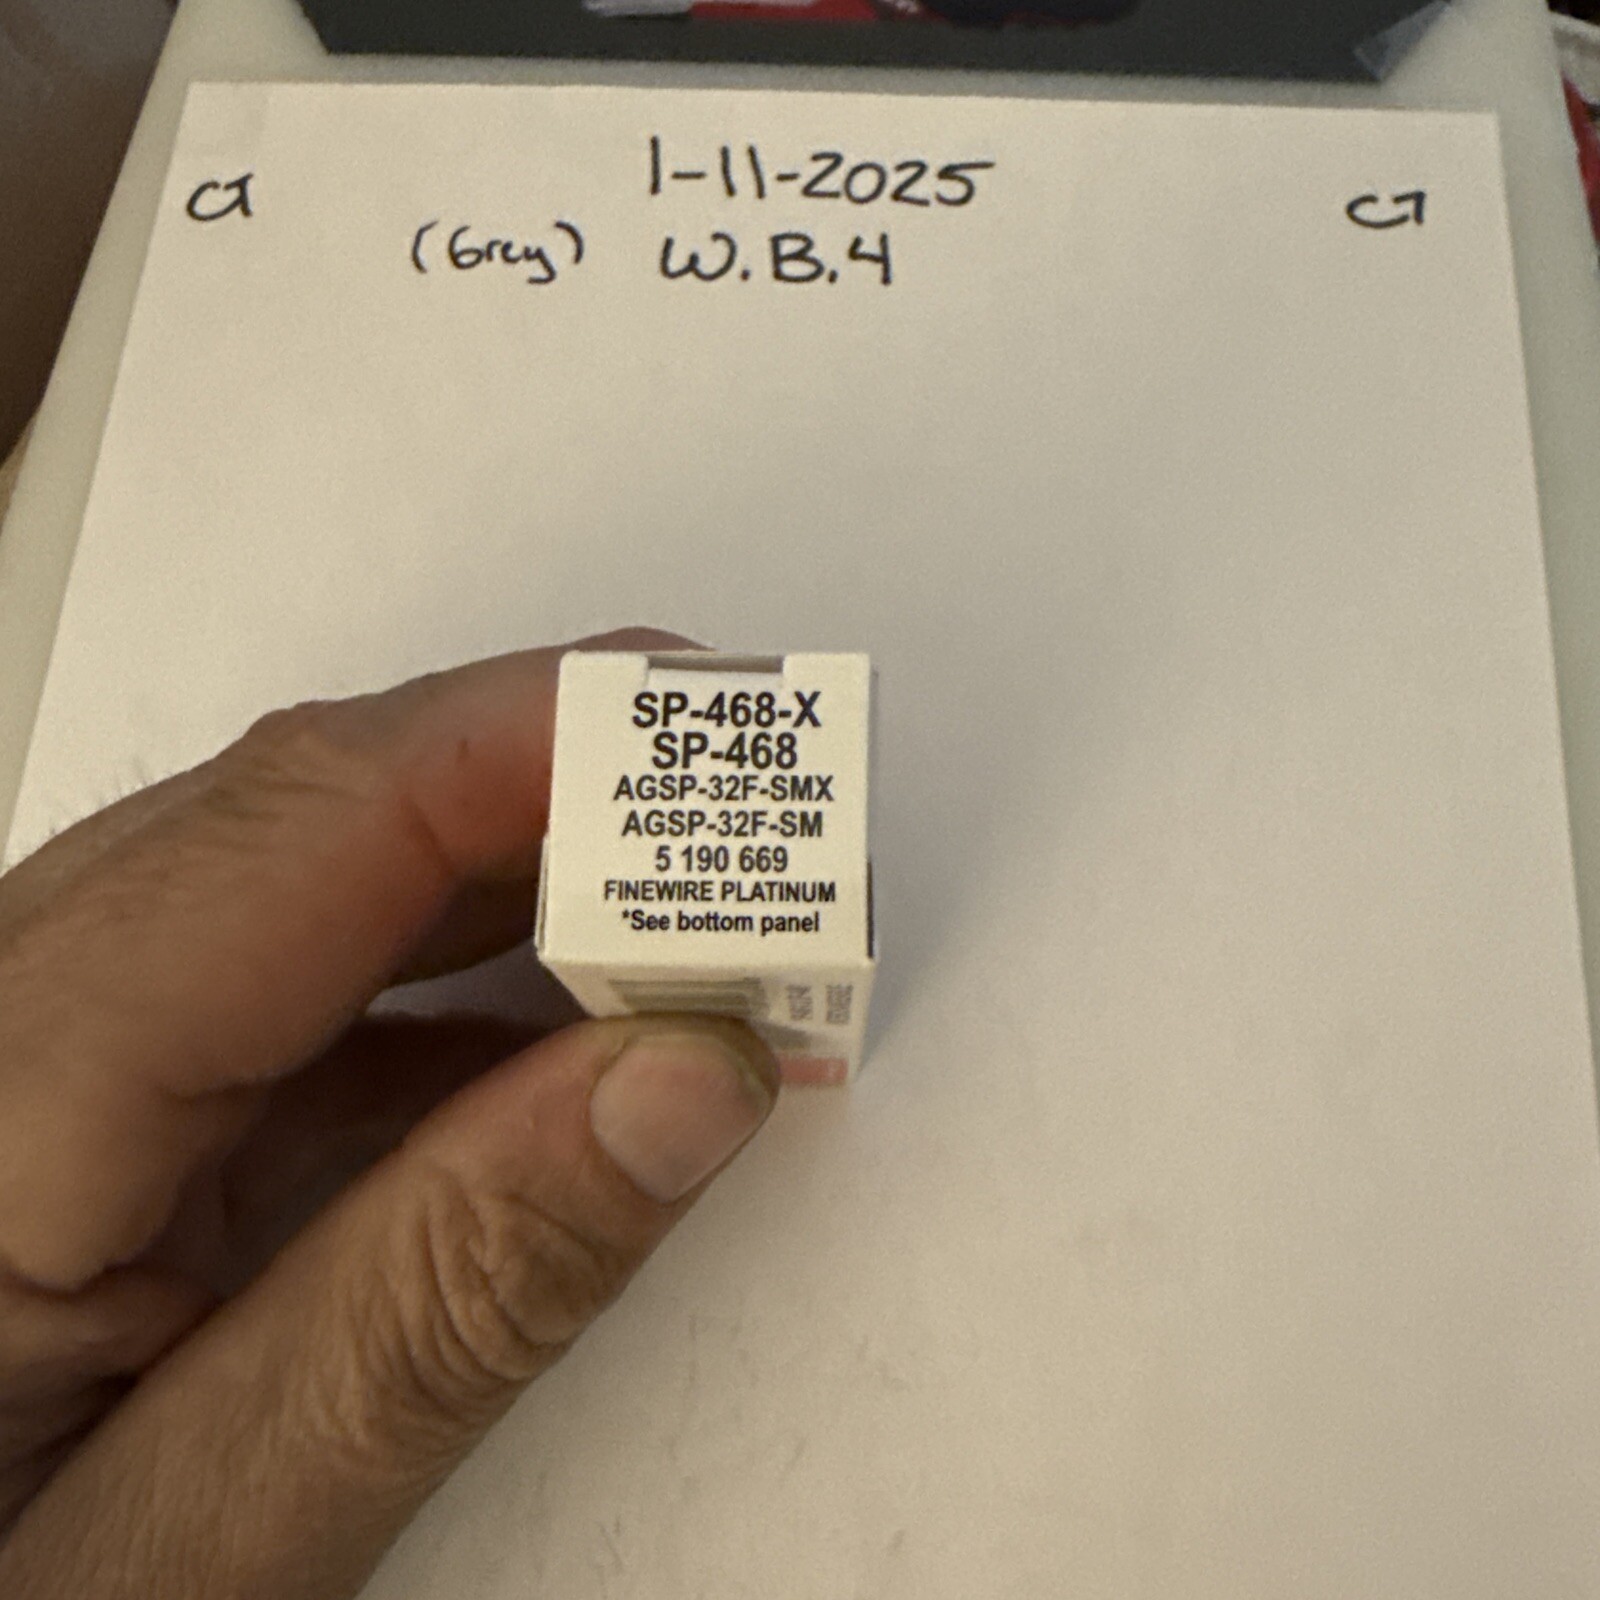 1-11-2025
(Grey) W.B.4
SP-468-X
SP-468
AGSP-32F-SMX
AGSP-32F-SM
5 190 669
FINEWIRE PLATINUM
*See bottom panel